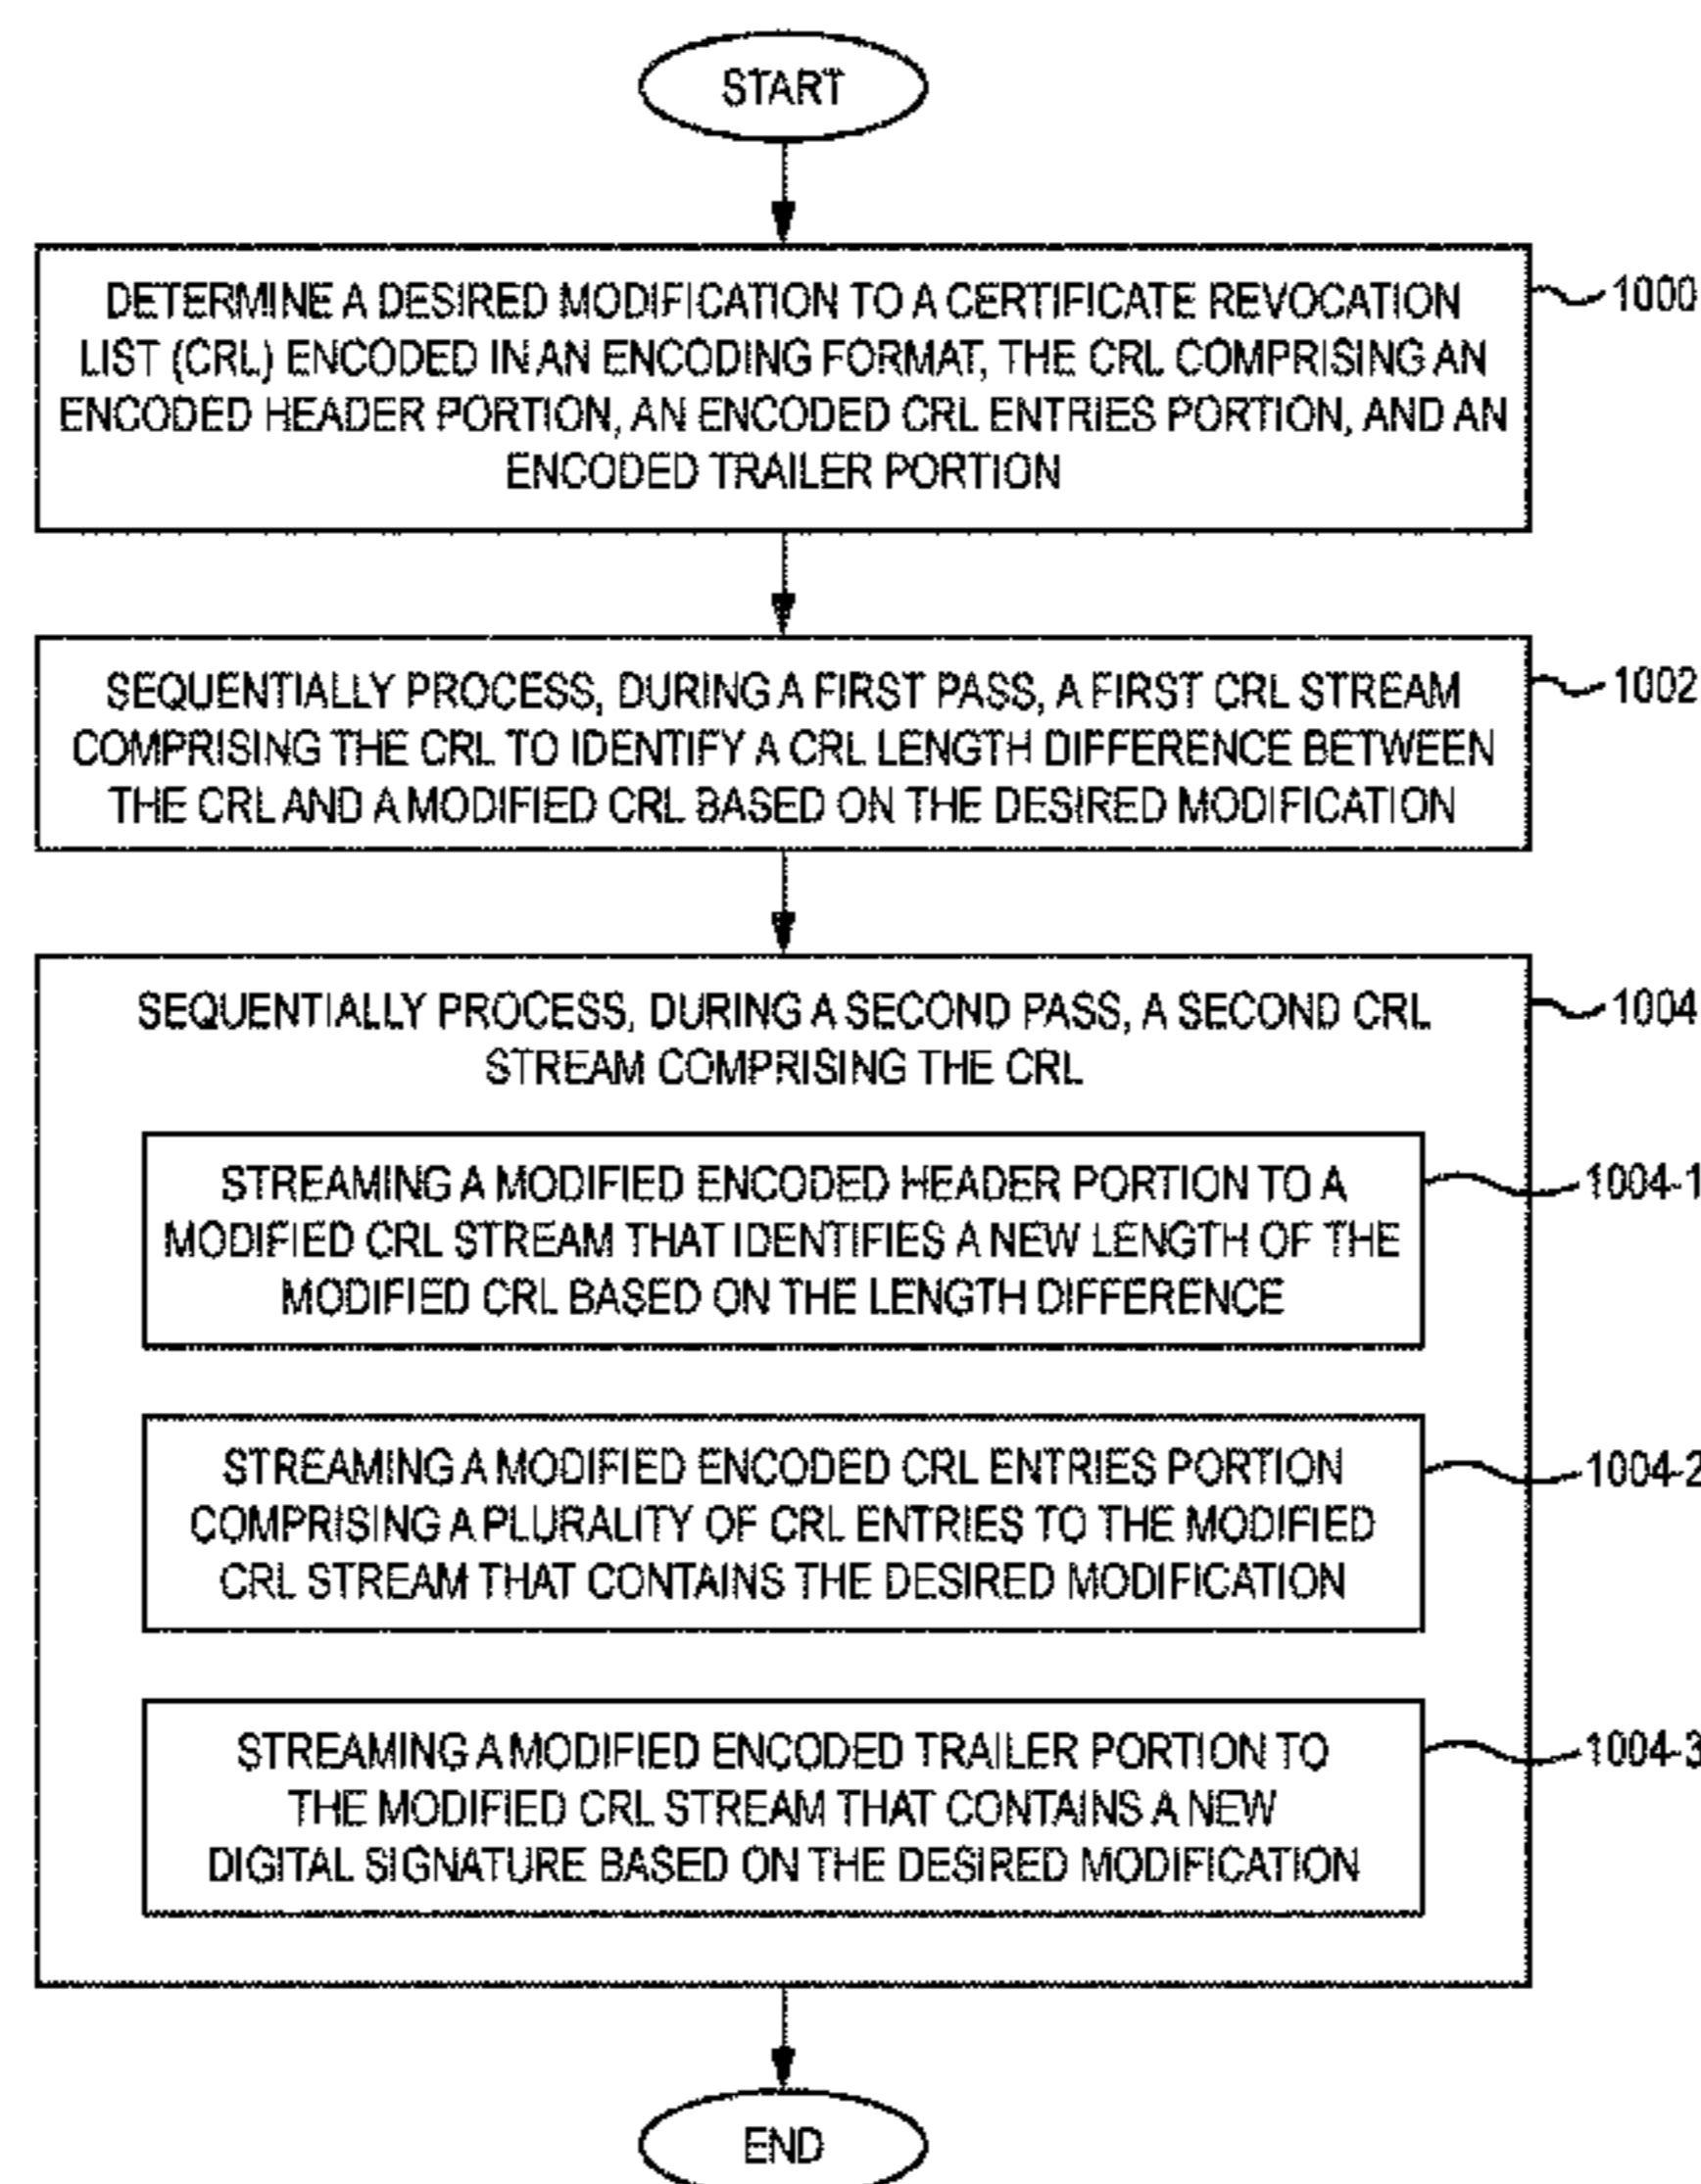 START
DETERMINE A DESIRED MODIFICATION TO A CERTIFICATE REVOCATION
LIST (CRL) ENCODED IN AN ENCODING FORMAT, THE CRL COMPRISING AN
ENCODED HEADER PORTION, AN ENCODED CRL ENTRIES PORTION, AND AN
ENCODED TRAILER PORTION
1000
SEQUENTIALLY PROCESS, DURING A FIRST PASS, A FIRST CRL STREAM
COMPRISING THE CRL TO IDENTIFY A CRL LENGTH DIFFERENCE BETWEEN
THE CRL AND A MODIFIED CRL BASED ON THE DESIRED MODIFICATION
1002
SEQUENTIALLY PROCESS, DURING A SECOND PASS, A SECOND CRL
STREAM COMPRISING THE CRL
1004
STREAMING A MODIFIED ENCODED HEADER PORTION TO A
MODIFIED CRL STREAM THAT IDENTIFIES A NEW LENGTH OF THE
MODIFIED CRL BASED ON THE LENGTH DIFFERENCE
1004-1
STREAMING A MODIFIED ENCODED CRL ENTRIES PORTION
COMPRISING A PLURALITY OF CRL ENTRIES TO THE MODIFIED
CRL STREAM THAT CONTAINS THE DESIRED MODIFICATION
1004-2
STREAMING A MODIFIED ENCODED TRAILER PORTION TO
THE MODIFIED CRL STREAM THAT CONTAINS A NEW
DIGITAL SIGNATURE BASED ON THE DESIRED MODIFICATION
1004-3
END